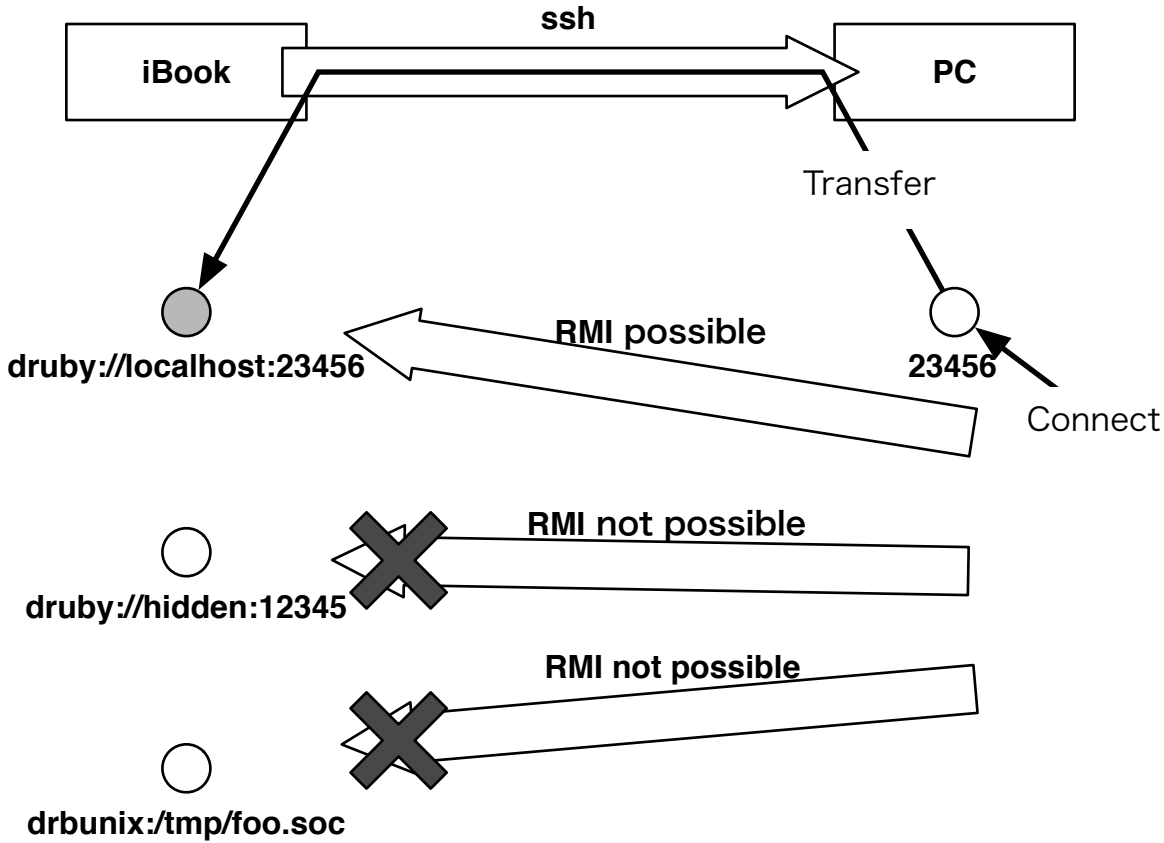 ssh
iBook
PC
Transfer
RMI possible
druby://localhost:23456
23456
Connect
RMI not possible
druby://hidden:12345
RMI not possible
drbunix:/tmp/foo.soc